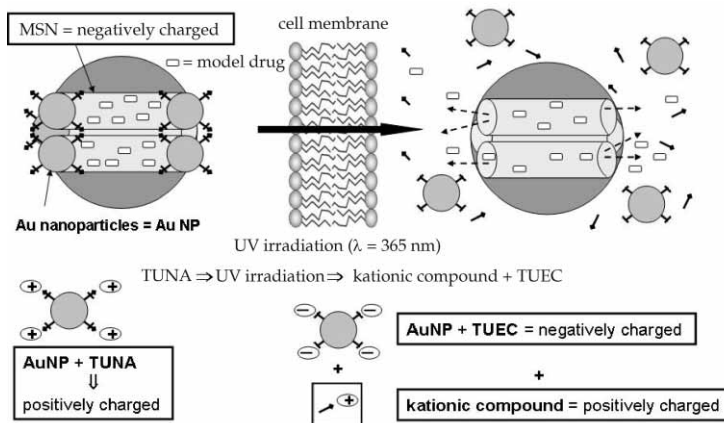 MSN = negatively charged
cell membrane
= model drug
Au nanoparticles = Au NP
UV irradiation (λ = 365 nm)
TUNA ⇒ UV irradiation ⇒ kationic compound + TUEC
+ +
+ +
AuNP + TUNA
⇓
positively charged
− −
− −
AuNP + TUEC = negatively charged
+ +
+
kationic compound = positively charged